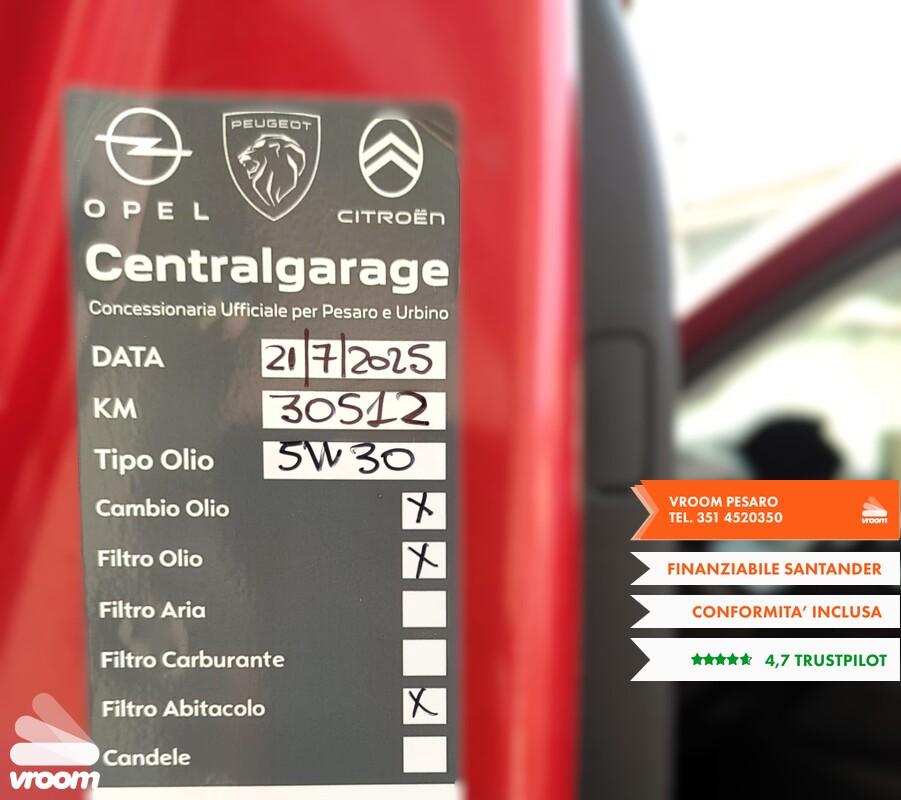 PEUGEOT
OPEL
CITROËN
Centralgarage
Concessionaria Ufficiale per Pesaro e Urbino
DATA 21/7/2025
KM 30512
Tipo Olio 5W30
Cambio Olio X
Filtro Olio X
Filtro Aria
Filtro Carburante
Filtro Abitacolo X
Candele
VROOM PESARO
TEL. 351 4520350
vroom
FINANZIABILE SANTANDER
CONFORMITA' INCLUSA
4,7 TRUSTPILOT
vroom